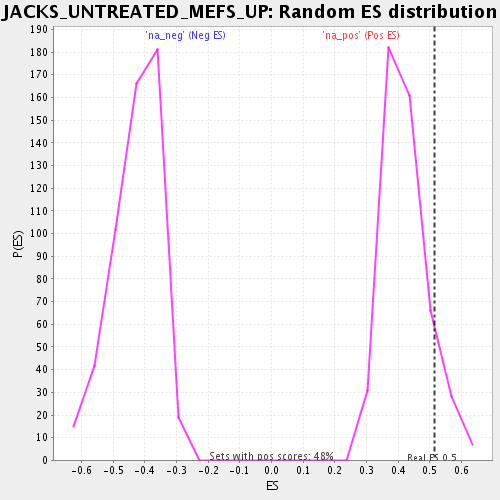 JACKS_UNTREATED_MEFS_UP: Random ES distribution
'na_neg' (Neg ES)
'na_pos' (Pos ES)
190
180
170
160
150
140
130
120
110
100
90
80
70
60
50
40
30
20
10
0
P(ES)
Sets with pos scores: 48%
Real ES 0.5
-0.6 -0.5 -0.4 -0.3 -0.2 -0.1 0.0 0.1 0.2 0.3 0.4 0.5 0.6
ES